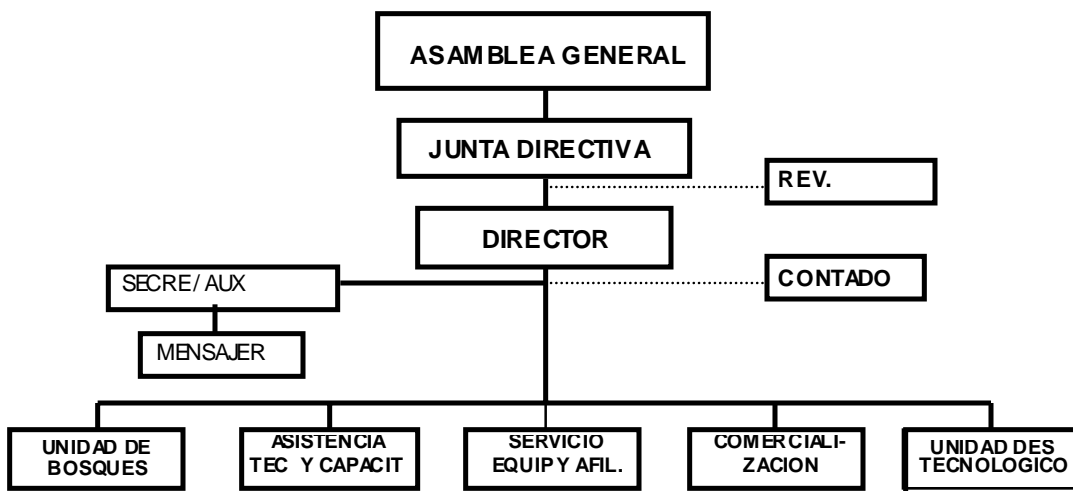 ASAMBLEA GENERAL
JUNTA DIRECTIVA
REV.
DIRECTOR
SECRE/ AUX
CONTADO
MENSAJER
UNIDAD DE
BOSQUES
ASISTENCIA
TEC Y CAPACIT
SERVICIO
EQUIP Y AFIL.
COMERCIALI-
ZACION
UNIDAD DES
TECNOLOGICO